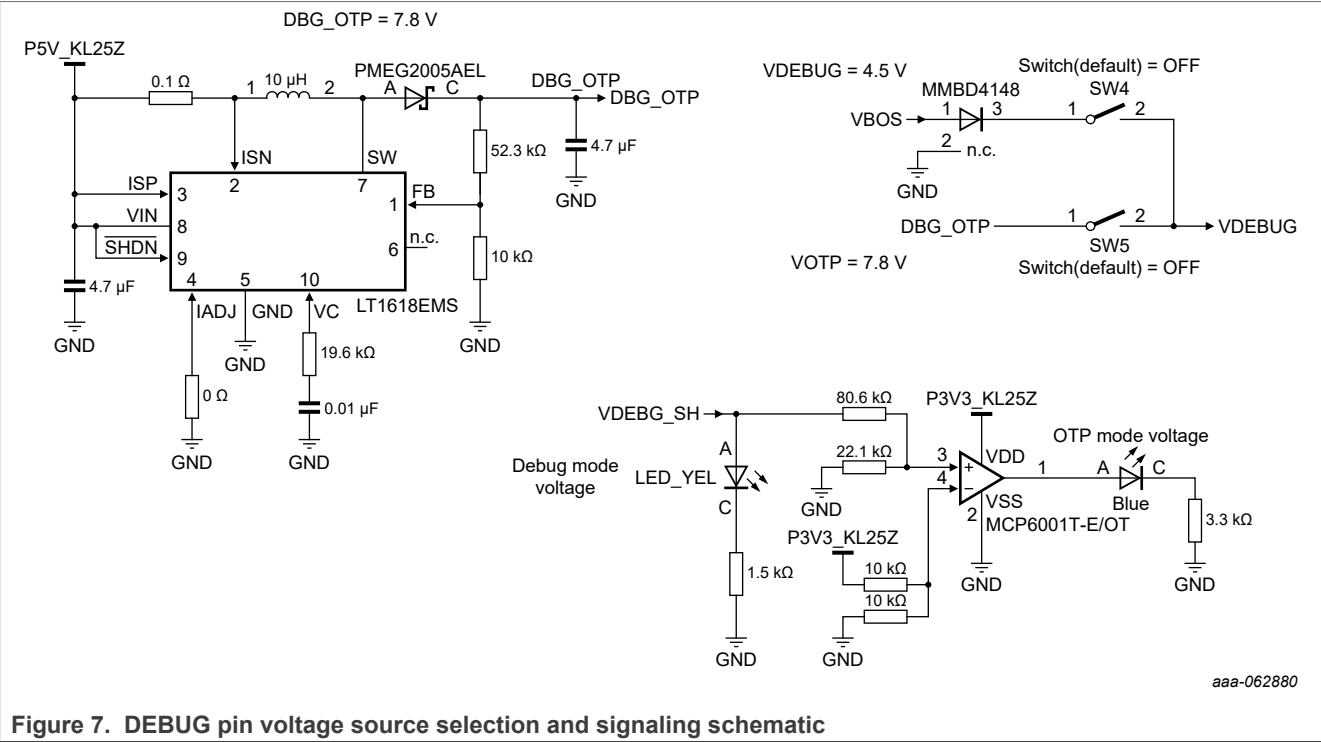 DBG_OTP = 7.8 V
P5V_KL25Z
0.1 Ω
1
10 µH
2
PMEG2005AEL
A
C
DBG_OTP
DBG_OTP
52.3 kΩ
4.7 µF
GND
ISN
SW
2
7
ISP
3
VIN
8
SHDN
9
1
FB
6
n.c.
10 kΩ
4
5
10
LT1618EMS
4.7 µF
GND
IADJ
GND
VC
GND
GND
19.6 kΩ
0 Ω
0.01 µF
GND
GND
VDEBUG = 4.5 V
Switch(default) = OFF
MMBD4148
SW4
VBOS
1
3
1
2
2
n.c.
GND
DBG_OTP
1
2
VDEBUG
SW5
VOTP = 7.8 V
Switch(default) = OFF
VDEBG_SH
80.6 kΩ
P3V3_KL25Z
Debug mode
voltage
A
LED_YEL
C
22.1 kΩ
GND
3
4
+
−
VDD
1
VSS
2
MCP6001T-E/OT
OTP mode voltage
A
C
Blue
3.3 kΩ
P3V3_KL25Z
10 kΩ
10 kΩ
1.5 kΩ
GND
GND
GND
GND
aaa-062880
Figure 7. DEBUG pin voltage source selection and signaling schematic